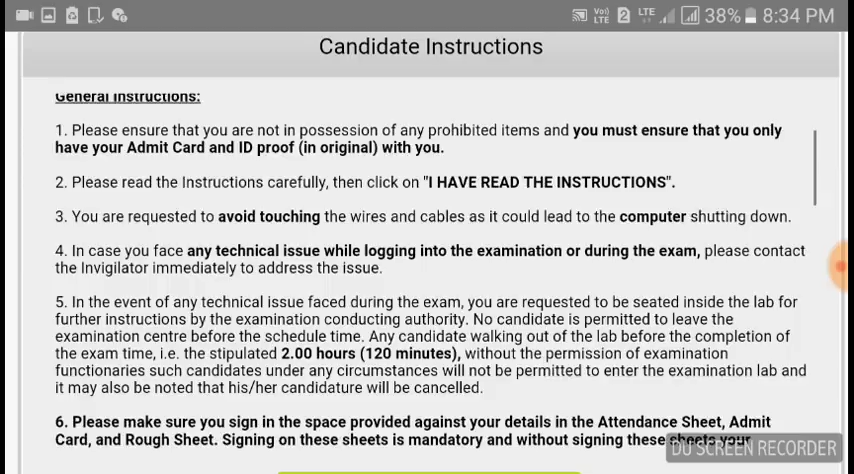 Vo)) LTE 2 LTE 38% 8:34 PM
Candidate Instructions
General Instructions:
1. Please ensure that you are not in possession of any prohibited items and you must ensure that you only
have your Admit Card and ID proof (in original) with you.
2. Please read the Instructions carefully, then click on "I HAVE READ THE INSTRUCTIONS".
3. You are requested to avoid touching the wires and cables as it could lead to the computer shutting down.
4. In case you face any technical issue while logging into the examination or during the exam, please contact
the Invigilator immediately to address the issue.
5. In the event of any technical issue faced during the exam, you are requested to be seated inside the lab for
further instructions by the examination conducting authority. No candidate is permitted to leave the
examination centre before the schedule time. Any candidate walking out of the lab before the completion of
the exam time, i.e. the stipulated 2.00 hours (120 minutes), without the permission of examination
functionaries such candidates under any circumstances will not be permitted to enter the examination lab and
it may also be noted that his/her candidature will be cancelled.
6. Please make sure you sign in the space provided against your details in the Attendance Sheet, Admit
Card, and Rough Sheet. Signing on these sheets is mandatory and without signing these sheets your
DU SCREEN RECORDER